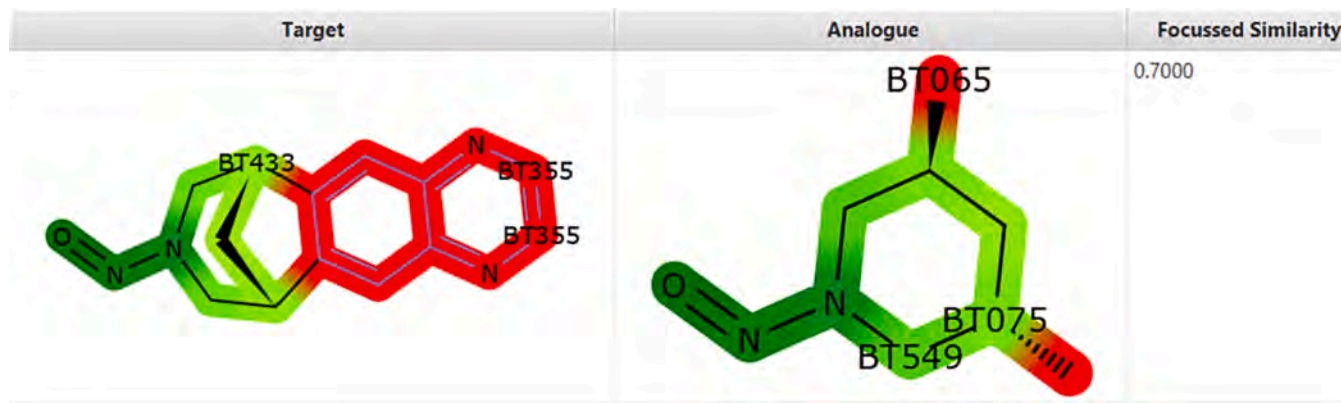 Target
Analogue
Focussed Similarity
BT433
N
BT355
BT355
N
O
N
N
BT065
O
N
N
BT075
BT549
0.7000